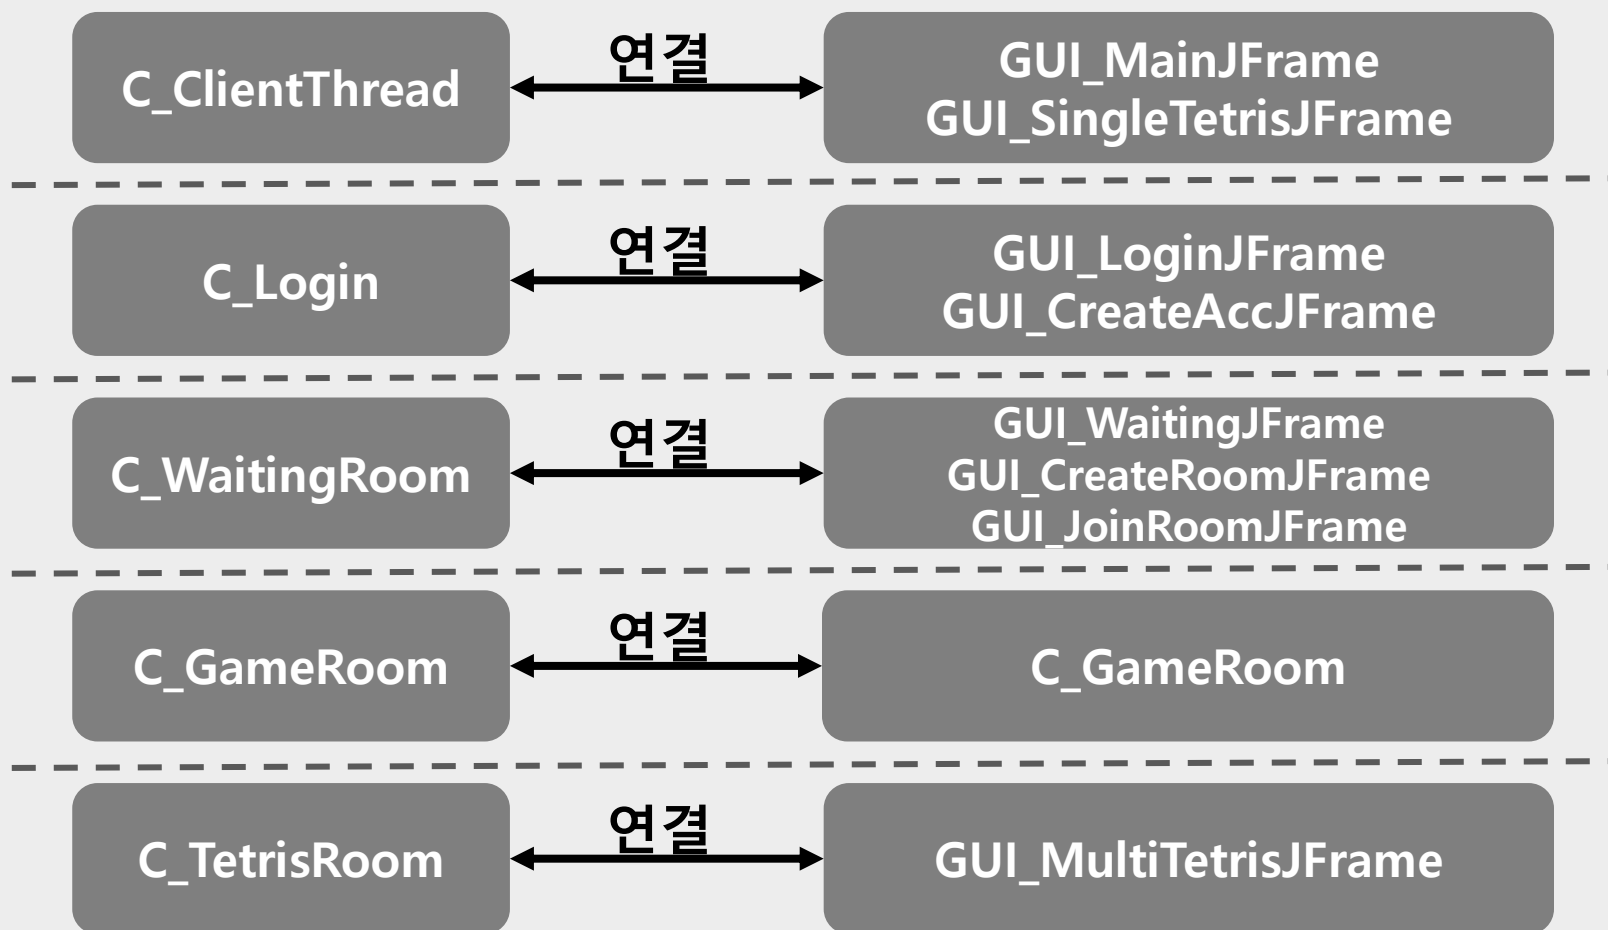 C_ClientThread
연결
GUI_MainJFrame
GUI_SingleTetrisJFrame
C_Login
연결
GUI_LoginJFrame
GUI_CreateAccJFrame
C_WaitingRoom
연결
GUI_WaitingJFrame
GUI_CreateRoomJFrame
GUI_JoinRoomJFrame
C_GameRoom
연결
C_GameRoom
C_TetrisRoom
연결
GUI_MultiTetrisJFrame